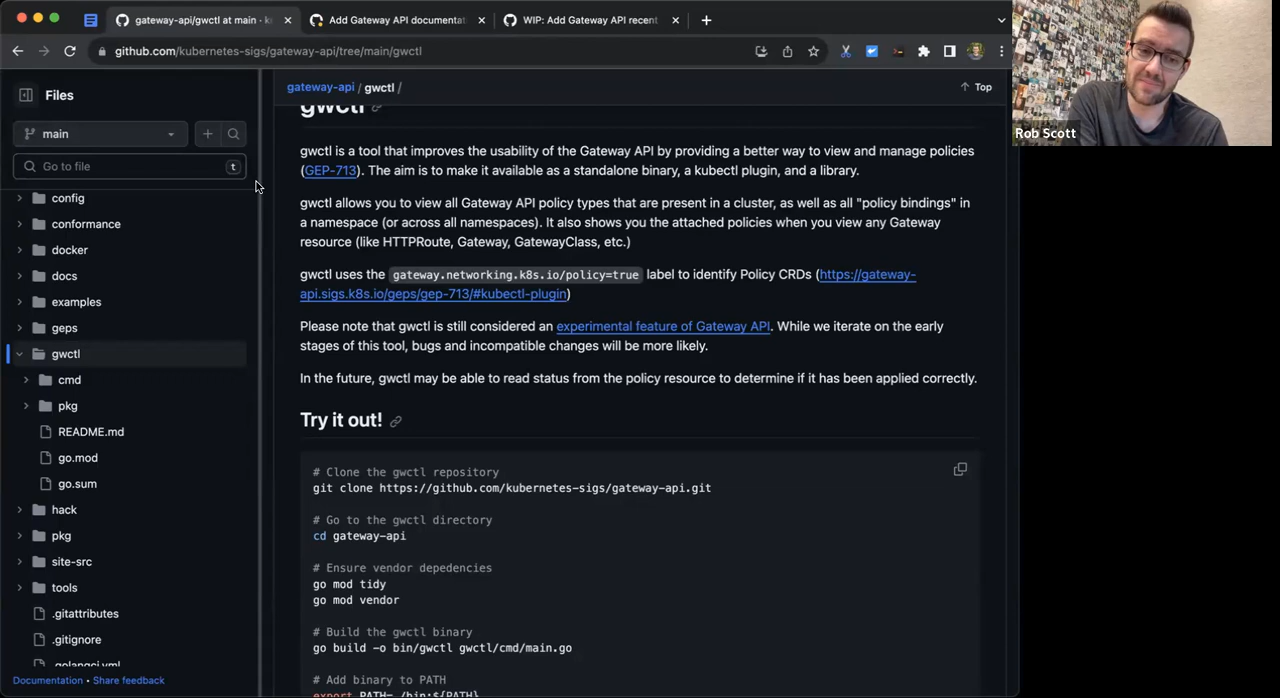 gateway-api/gwctl at main · k
Add Gateway API documentat
WIP: Add Gateway API recent
github.com/kubernetes-sigs/gateway-api/tree/main/gwctl
Rob Scott
Files
main
Go to file
t
config
conformance
docker
docs
examples
geps
gwctl
cmd
pkg
README.md
go.mod
go.sum
hack
pkg
site-src
tools
.gitattributes
.gitignore
.golangci.yml
Documentation • Share feedback
gateway-api / gwctl /
Top
gwctl
gwctl is a tool that improves the usability of the Gateway API by providing a better way to view and manage policies
(GEP-713). The aim is to make it available as a standalone binary, a kubectl plugin, and a library.
gwctl allows you to view all Gateway API policy types that are present in a cluster, as well as all "policy bindings" in
a namespace (or across all namespaces). It also shows you the attached policies when you view any Gateway
resource (like HTTPRoute, Gateway, GatewayClass, etc.)
gwctl uses the gateway.networking.k8s.io/policy=true label to identify Policy CRDs (https://gateway-
api.sigs.k8s.io/geps/gep-713/#kubectl-plugin)
Please note that gwctl is still considered an experimental feature of Gateway API. While we iterate on the early
stages of this tool, bugs and incompatible changes will be more likely.
In the future, gwctl may be able to read status from the policy resource to determine if it has been applied correctly.
Try it out!
# Clone the gwctl repository
git clone https://github.com/kubernetes-sigs/gateway-api.git
# Go to the gwctl directory
cd gateway-api
# Ensure vendor depedencies
go mod tidy
go mod vendor
# Build the gwctl binary
go build -o bin/gwctl gwctl/cmd/main.go
# Add binary to PATH
export PATH=./bin:${PATH}